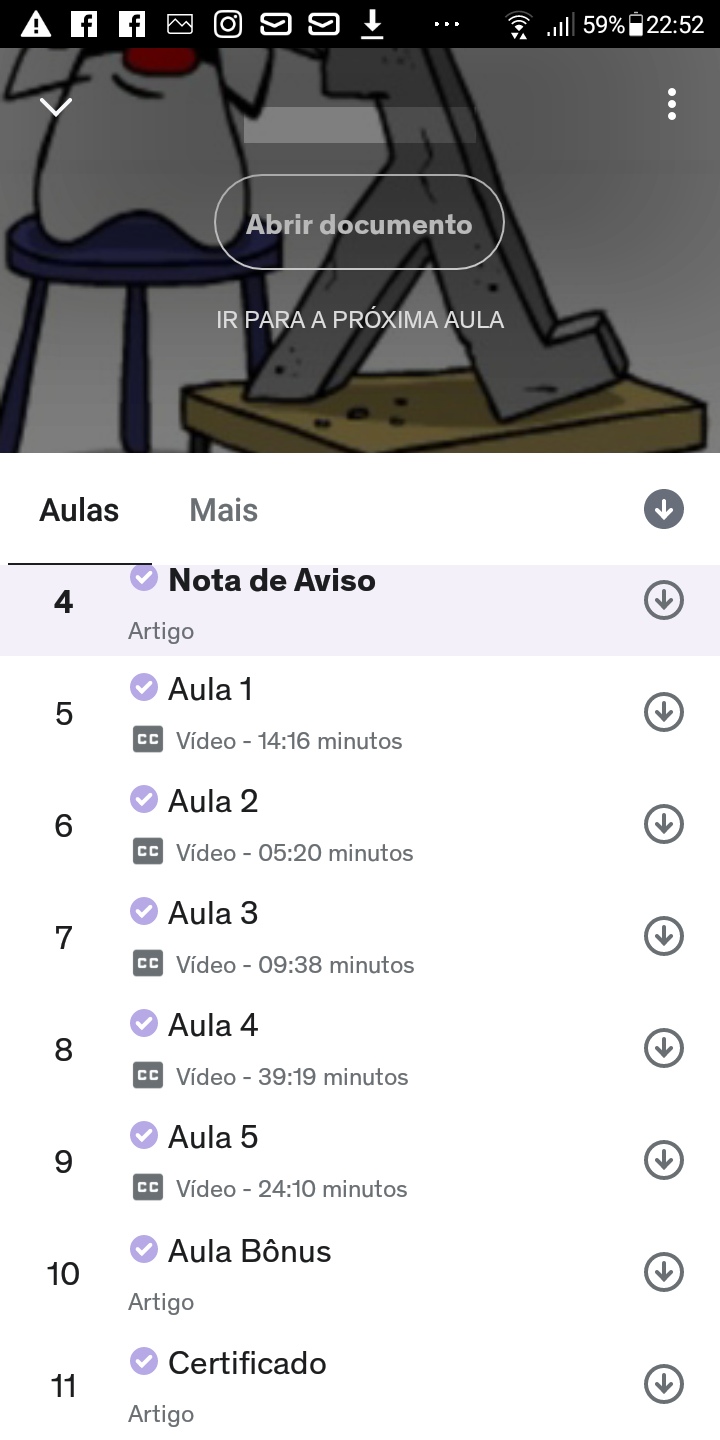 59% 22:52
Abrir documento
IR PARA A PRÓXIMA AULA
Aulas Mais
4 Nota de Aviso
Artigo
5 Aula 1
CC Vídeo - 14:16 minutos
6 Aula 2
CC Vídeo - 05:20 minutos
7 Aula 3
CC Vídeo - 09:38 minutos
8 Aula 4
CC Vídeo - 39:19 minutos
9 Aula 5
CC Vídeo - 24:10 minutos
10 Aula Bônus
Artigo
11 Certificado
Artigo